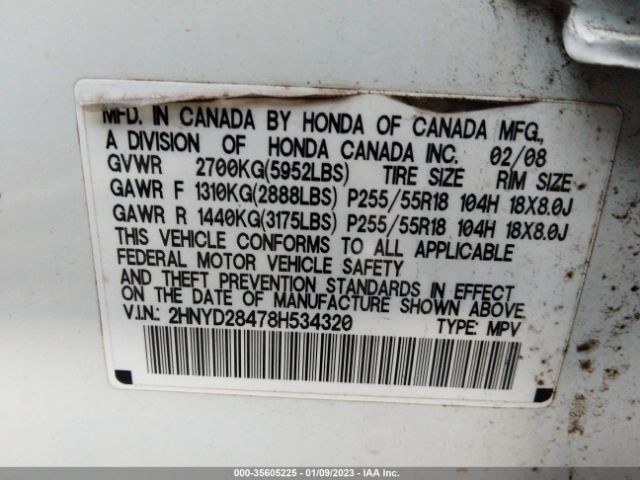 MFD. IN CANADA BY HONDA OF CANADA MFG.,
A DIVISION OF HONDA CANADA INC. 02/08
GVWR 2700KG(5952LBS) TIRE SIZE RIM SIZE
GAWR F 1310KG(2888LBS) P255/55R18 104H 18X8.0J
GAWR R 1440KG(3175LBS) P255/55R18 104H 18X8.0J
THIS VEHICLE CONFORMS TO ALL APPLICABLE
FEDERAL MOTOR VEHICLE SAFETY
AND THEFT PREVENTION STANDARDS IN EFFECT
ON THE DATE OF MANUFACTURE SHOWN ABOVE.
V.I.N.: 2HNYD28478H534320 TYPE: MPV
ID - 35605225 - 01/09/2023 - IAA Inc.